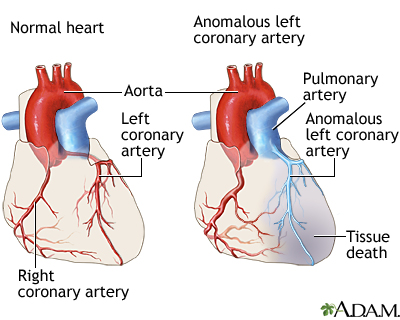 Normal heart
Anomalous left
coronary artery
Aorta
Pulmonary
artery
Left
coronary
artery
Anomalous
left coronary
artery
Tissue
death
Right
coronary artery
A.D.A.M.